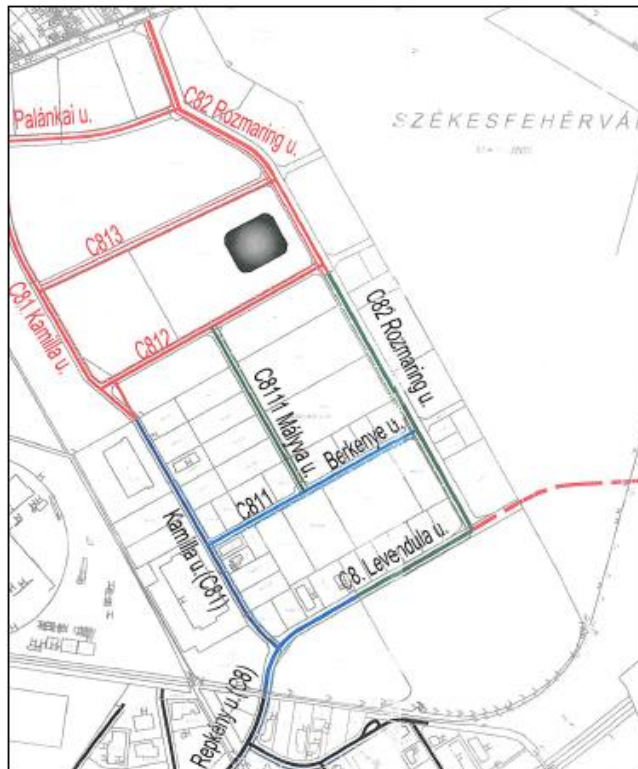 Palánkai u.
C82 Rozmaring u.
SZÉKESFEHÉRVÁ
C813
C81 Kamilla u.
C812
C82 Rozmaring u.
C8111 Mályva u.
Berkenye u.
C811
Kamilla u.(C81)
C8. Levendula u.
Repkény u.(C8)